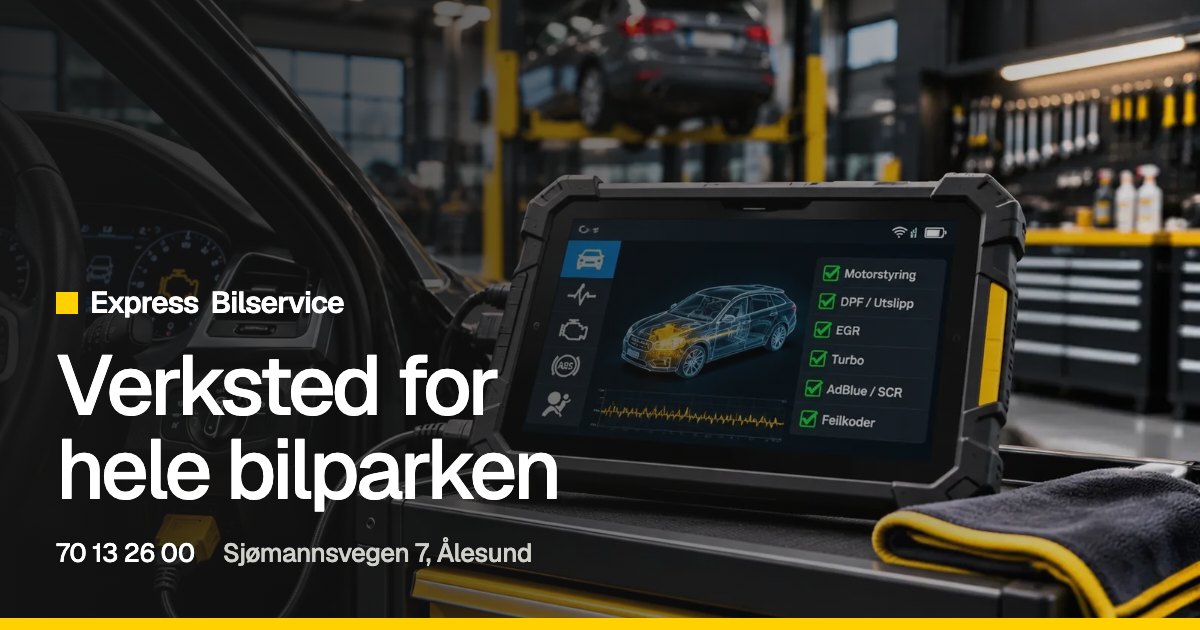 Express Bilservice
Verksted for
hele bilparken
70 13 26 00 Sjømannsvegen 7, Ålesund
Motorstyring
DPF / Utslipp
EGR
Turbo
AdBlue / SCR
Feilkoder
ABS